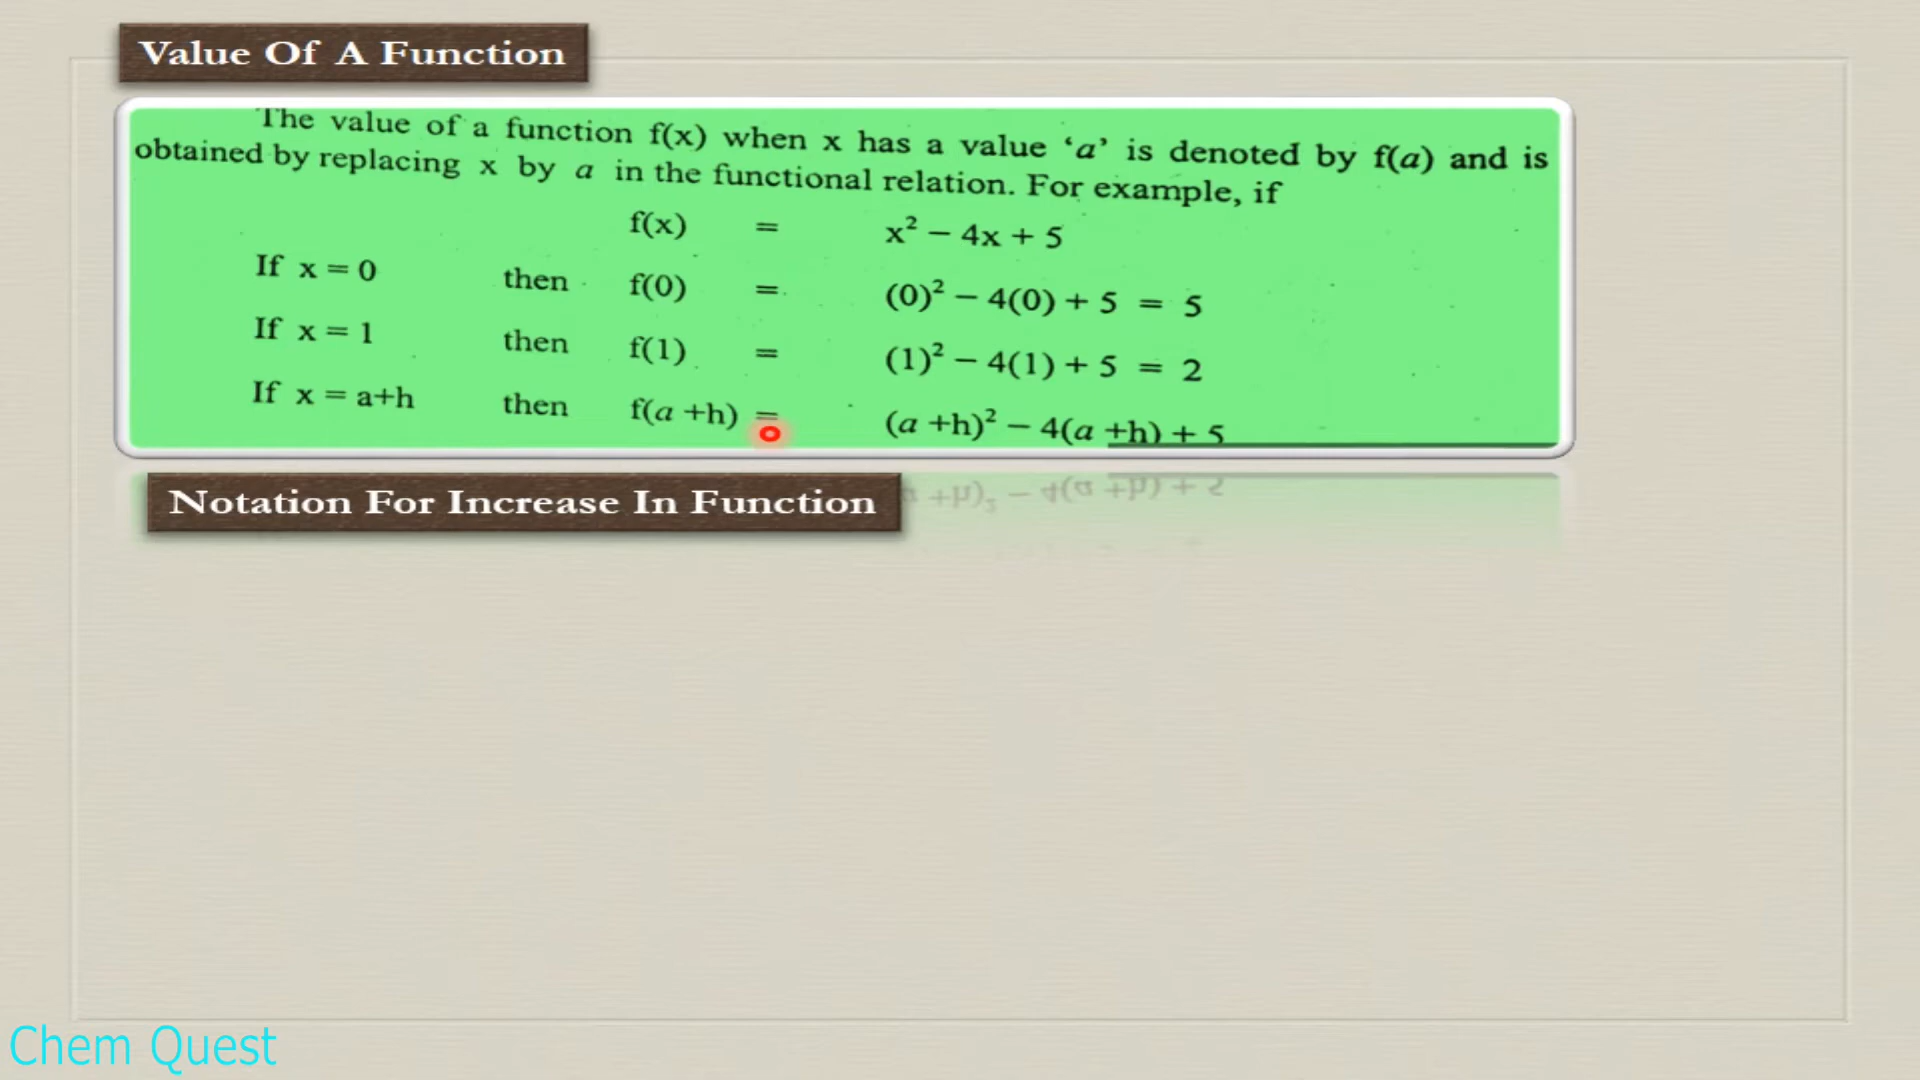 Value Of A Function
The value of a function f(x) when x has a value ‘a’ is denoted by f(a) and is
obtained by replacing x by a in the functional relation. For example, if
f(x) = x² − 4x + 5
If x = 0 then f(0) = (0)² − 4(0) + 5 = 5
If x = 1 then f(1) = (1)² − 4(1) + 5 = 2
If x = a+h then f(a +h) = (a +h)² − 4(a +h) + 5
Notation For Increase In Function
Chem Quest